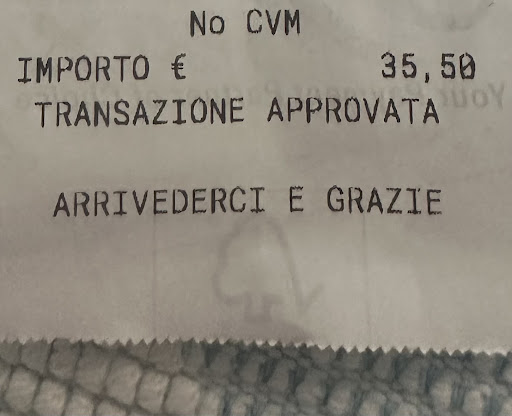 No CVM
IMPORTO € 35,50
TRANSAZIONE APPROVATA
ARRIVEDERCI E GRAZIE